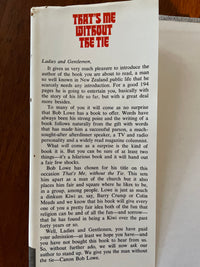 THAT'S ME
WITHOUT
THE TIE
Ladies and Gentlemen,
It gives us very much pleasure to introduce the
author of the book you are about to read, a man
so well known in New Zealand public life that he
scarcely needs any introduction. For a good 194
pages he is going to entertain you, basically with
the story of his life so far, but with a great deal
more besides.
To many of you it will come as no surprise
that Bob Lowe has a book to offer. Words have
always been his strong point and the writing of a
book follows naturally from the gift with words
that has made him a successful parson, a much-
sought-after afterdinner speaker, a TV and radio
personality and a widely read magazine columnist.
What will come as a surprise is the kind of
book it is. But you can be sure of at least two
things—it's a hilarious book and it will hand out
a fair few shocks.
Bob Lowe has chosen for his title on this
occasion That's Me, without the Tie. This sets
him apart as a man of the church but it also
places him fair and square where he likes to be,
in a group, among people. Lowe is just as much
a dinkum Kiwi as, say, Barry Crump or Colin
Meads and we know that his book will give every
one of you a pretty fair idea both of the fun that
religion can be and of all the fun—and sorrow—
that he has found in being a Kiwi over the past
forty years or so.
Well, Ladies and Gentlemen, you have paid
your admission—at least we hope you have—and
you have not bought this book to hear from us.
So, without further ado, we will now ask our
author to stand up. We give you the man without
the tie—Canon Bob Lowe.